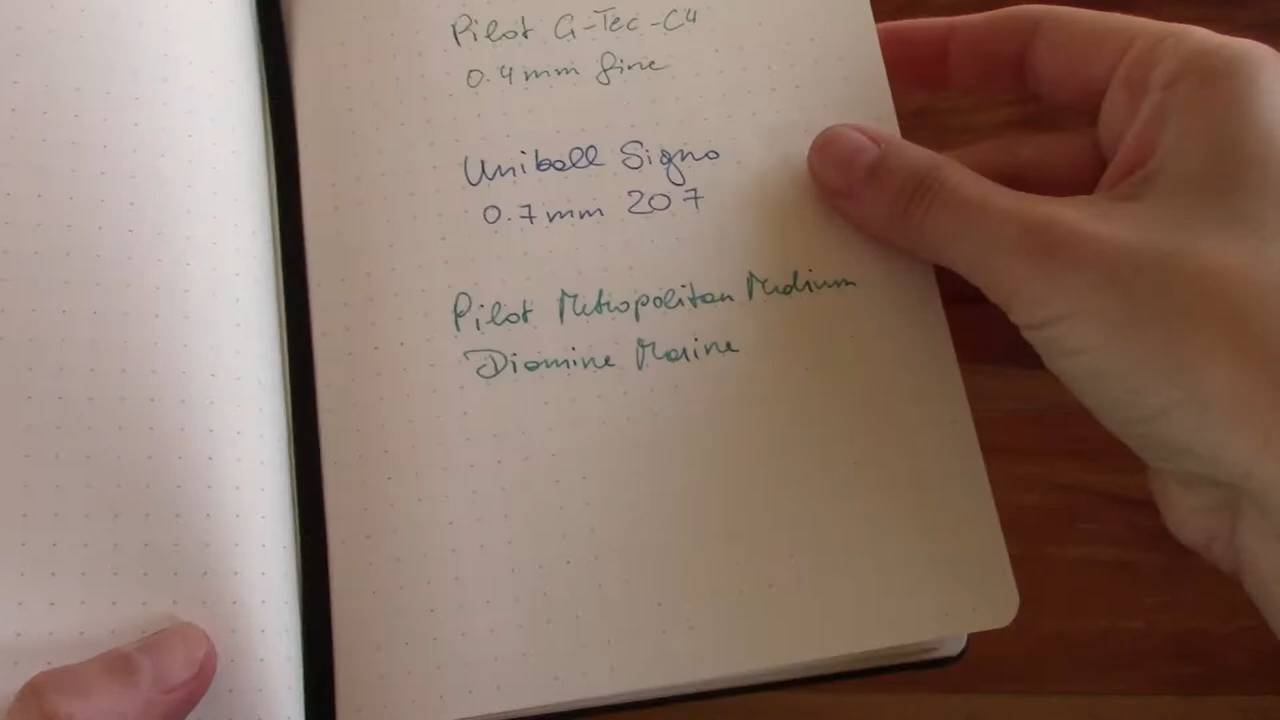 Pilot G-Tec-C4
0.4mm fine
Uniball Signo
0.7mm 207
Pilot Metropolitan Medium
Diamine Marine